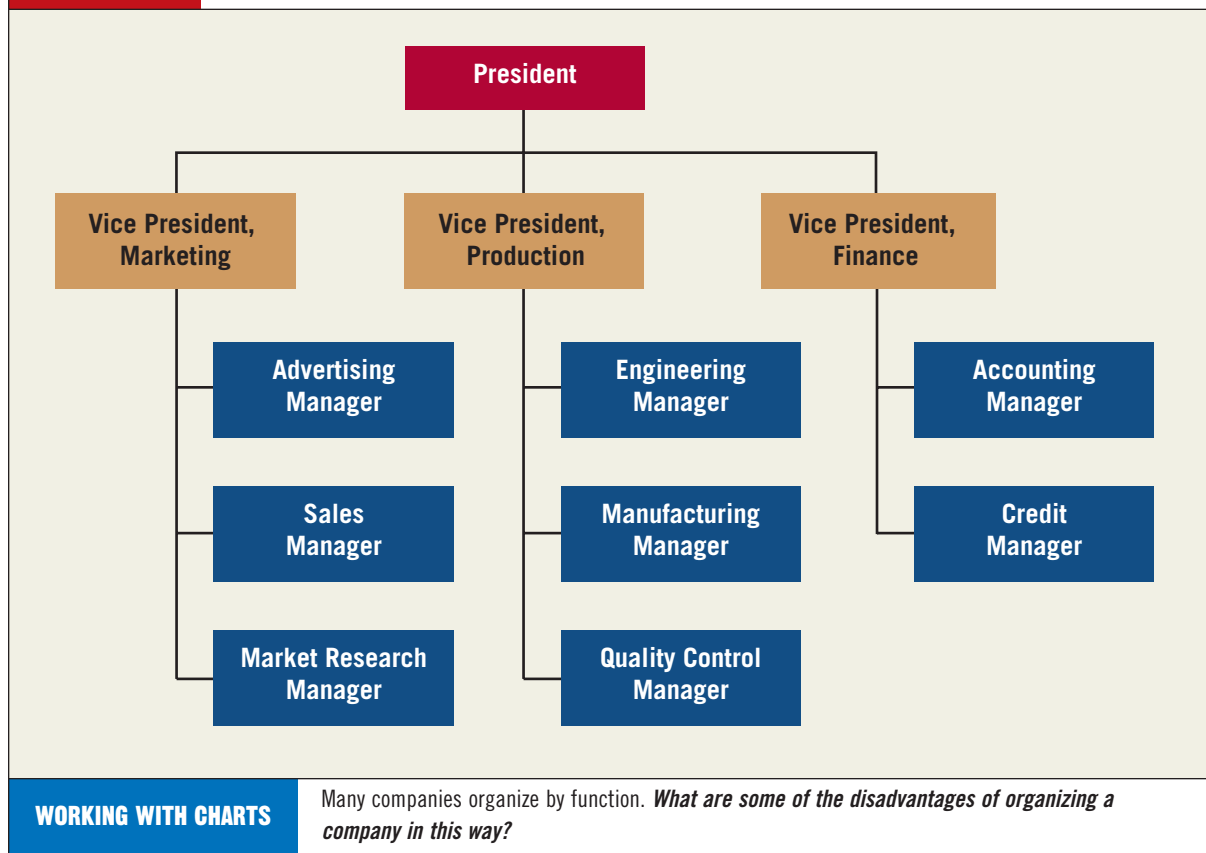 President
Vice President,
Marketing
Vice President,
Production
Vice President,
Finance
Advertising
Manager
Engineering
Manager
Accounting
Manager
Sales
Manager
Manufacturing
Manager
Credit
Manager
Market Research
Manager
Quality Control
Manager
WORKING WITH CHARTS
Many companies organize by function. What are some of the disadvantages of organizing a
company in this way?